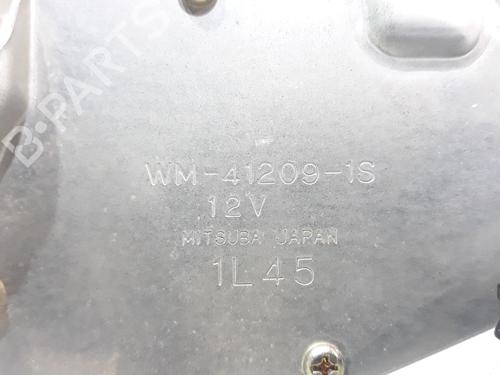 B-PARTS
WM-41209-1S
12V
MITSUBA JAPAN
1L45